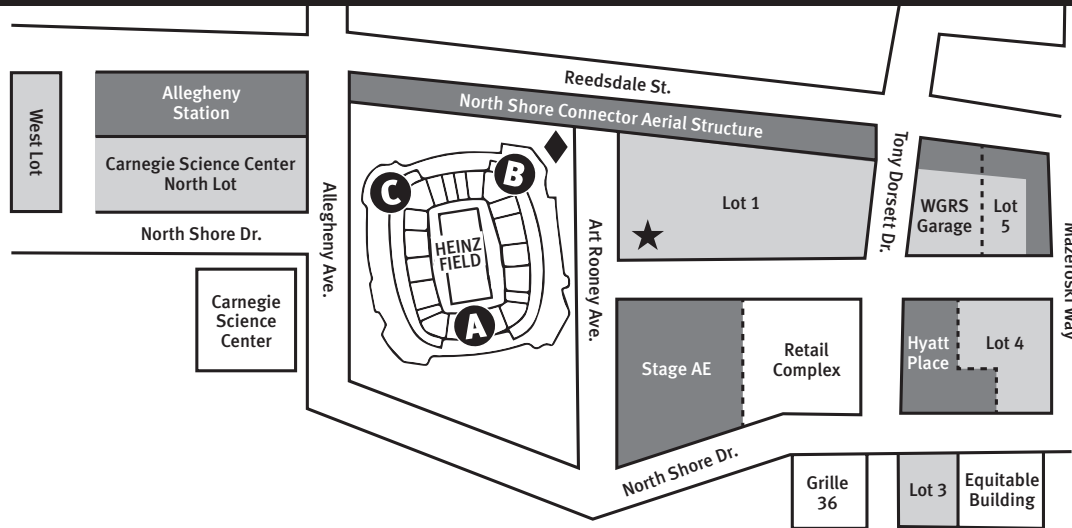 Reedsdale St.
North Shore Connector Aerial Structure
Allegheny
Station
West Lot
Carnegie Science Center
North Lot
North Shore Dr.
Carnegie
Science
Center
Allegheny Ave.
C
B
HEINZ
FIELD
A
Art Rooney Ave.
Lot 1
Tony Dorsett Dr.
WGRS
Garage
Lot
5
Mazeroski Way
Stage AE
Retail
Complex
Hyatt
Place
Lot 4
North Shore Dr.
Grille
36
Lot 3
Equitable
Building